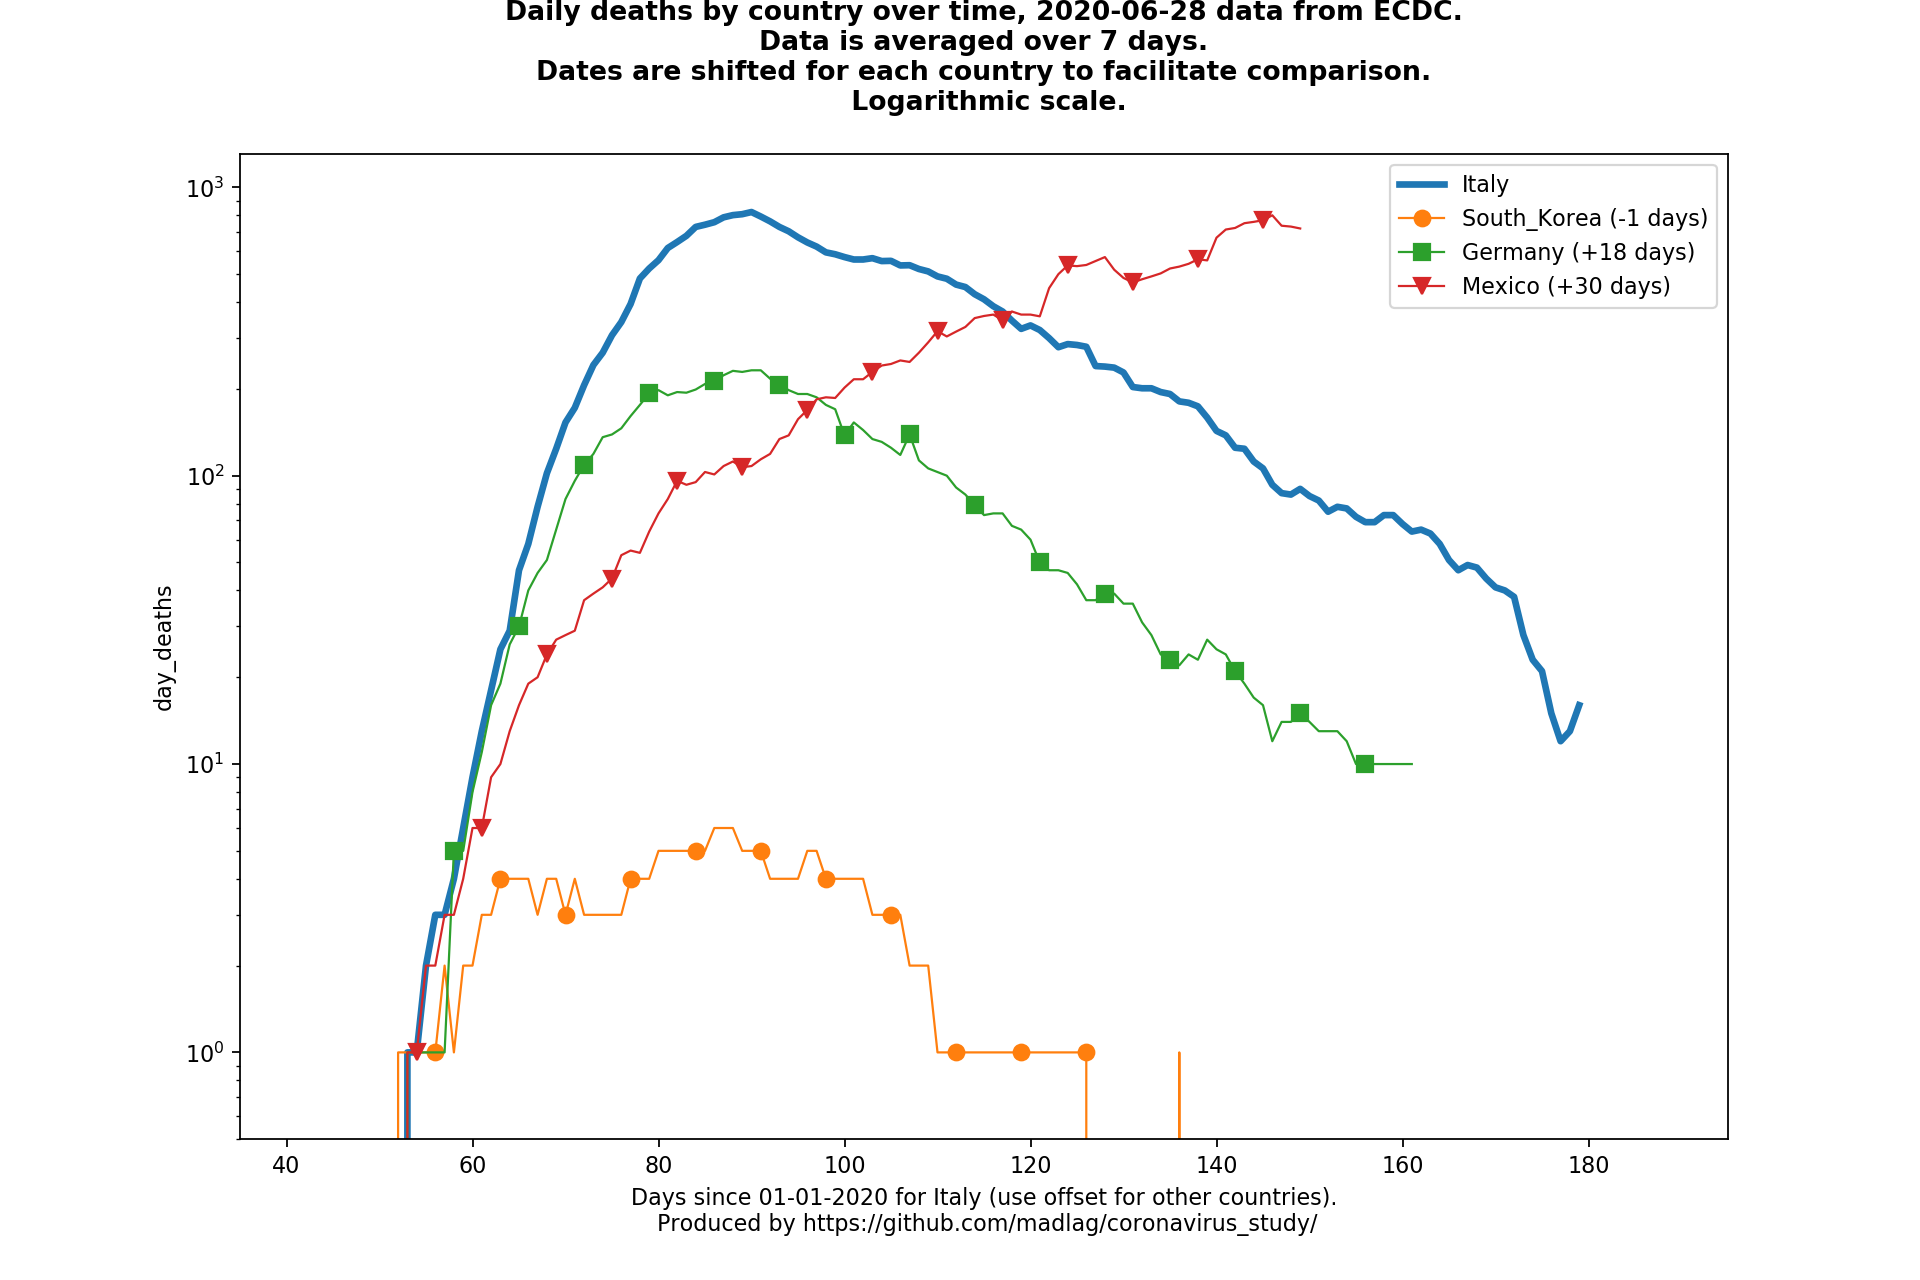 Daily deaths by country over time, 2020-06-28 data from ECDC.
Data is averaged over 7 days.
Dates are shifted for each country to facilitate comparison.
Logarithmic scale.
10³
10²
10¹
10⁰
day_deaths
Italy
South_Korea (-1 days)
Germany (+18 days)
Mexico (+30 days)
40 60 80 100 120 140 160 180
Days since 01-01-2020 for Italy (use offset for other countries).
Produced by https://github.com/madlag/coronavirus_study/